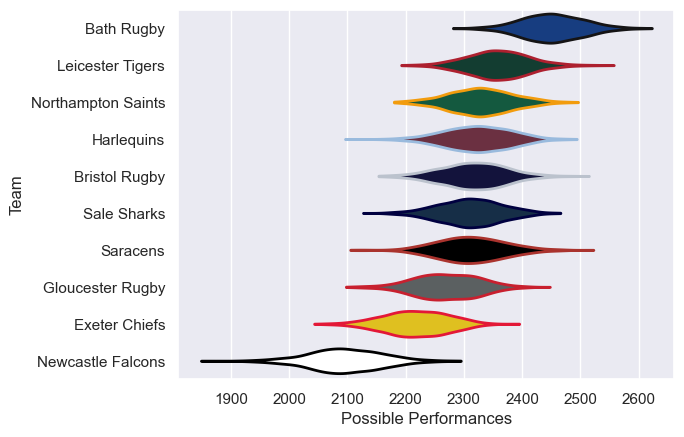 Bath Rugby
Leicester Tigers
Northampton Saints
Harlequins
Bristol Rugby
Sale Sharks
Saracens
Gloucester Rugby
Exeter Chiefs
Newcastle Falcons
Team
1900 2000 2100 2200 2300 2400 2500 2600
Possible Performances